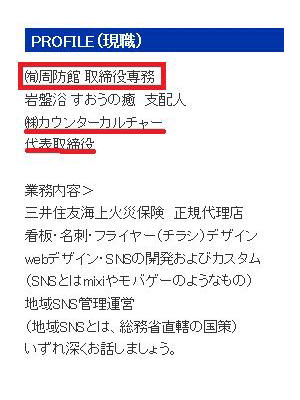 PROFILE(現職)
㈲周防館 取締役専務
岩盤浴 すおうの癒 支配人
㈱カウンターカルチャー
代表取締役
業務内容>
三井住友海上火災保険 正規代理店
看板・名刺・フライヤー(チラシ)デザイン
webデザイン・SNSの開発およびカスタム
(SNSとはmixiやモバゲーのようなもの)
地域SNS管理運営
(地域SNSとは、総務省直轄の国策)
いずれ深くお話しましょう。